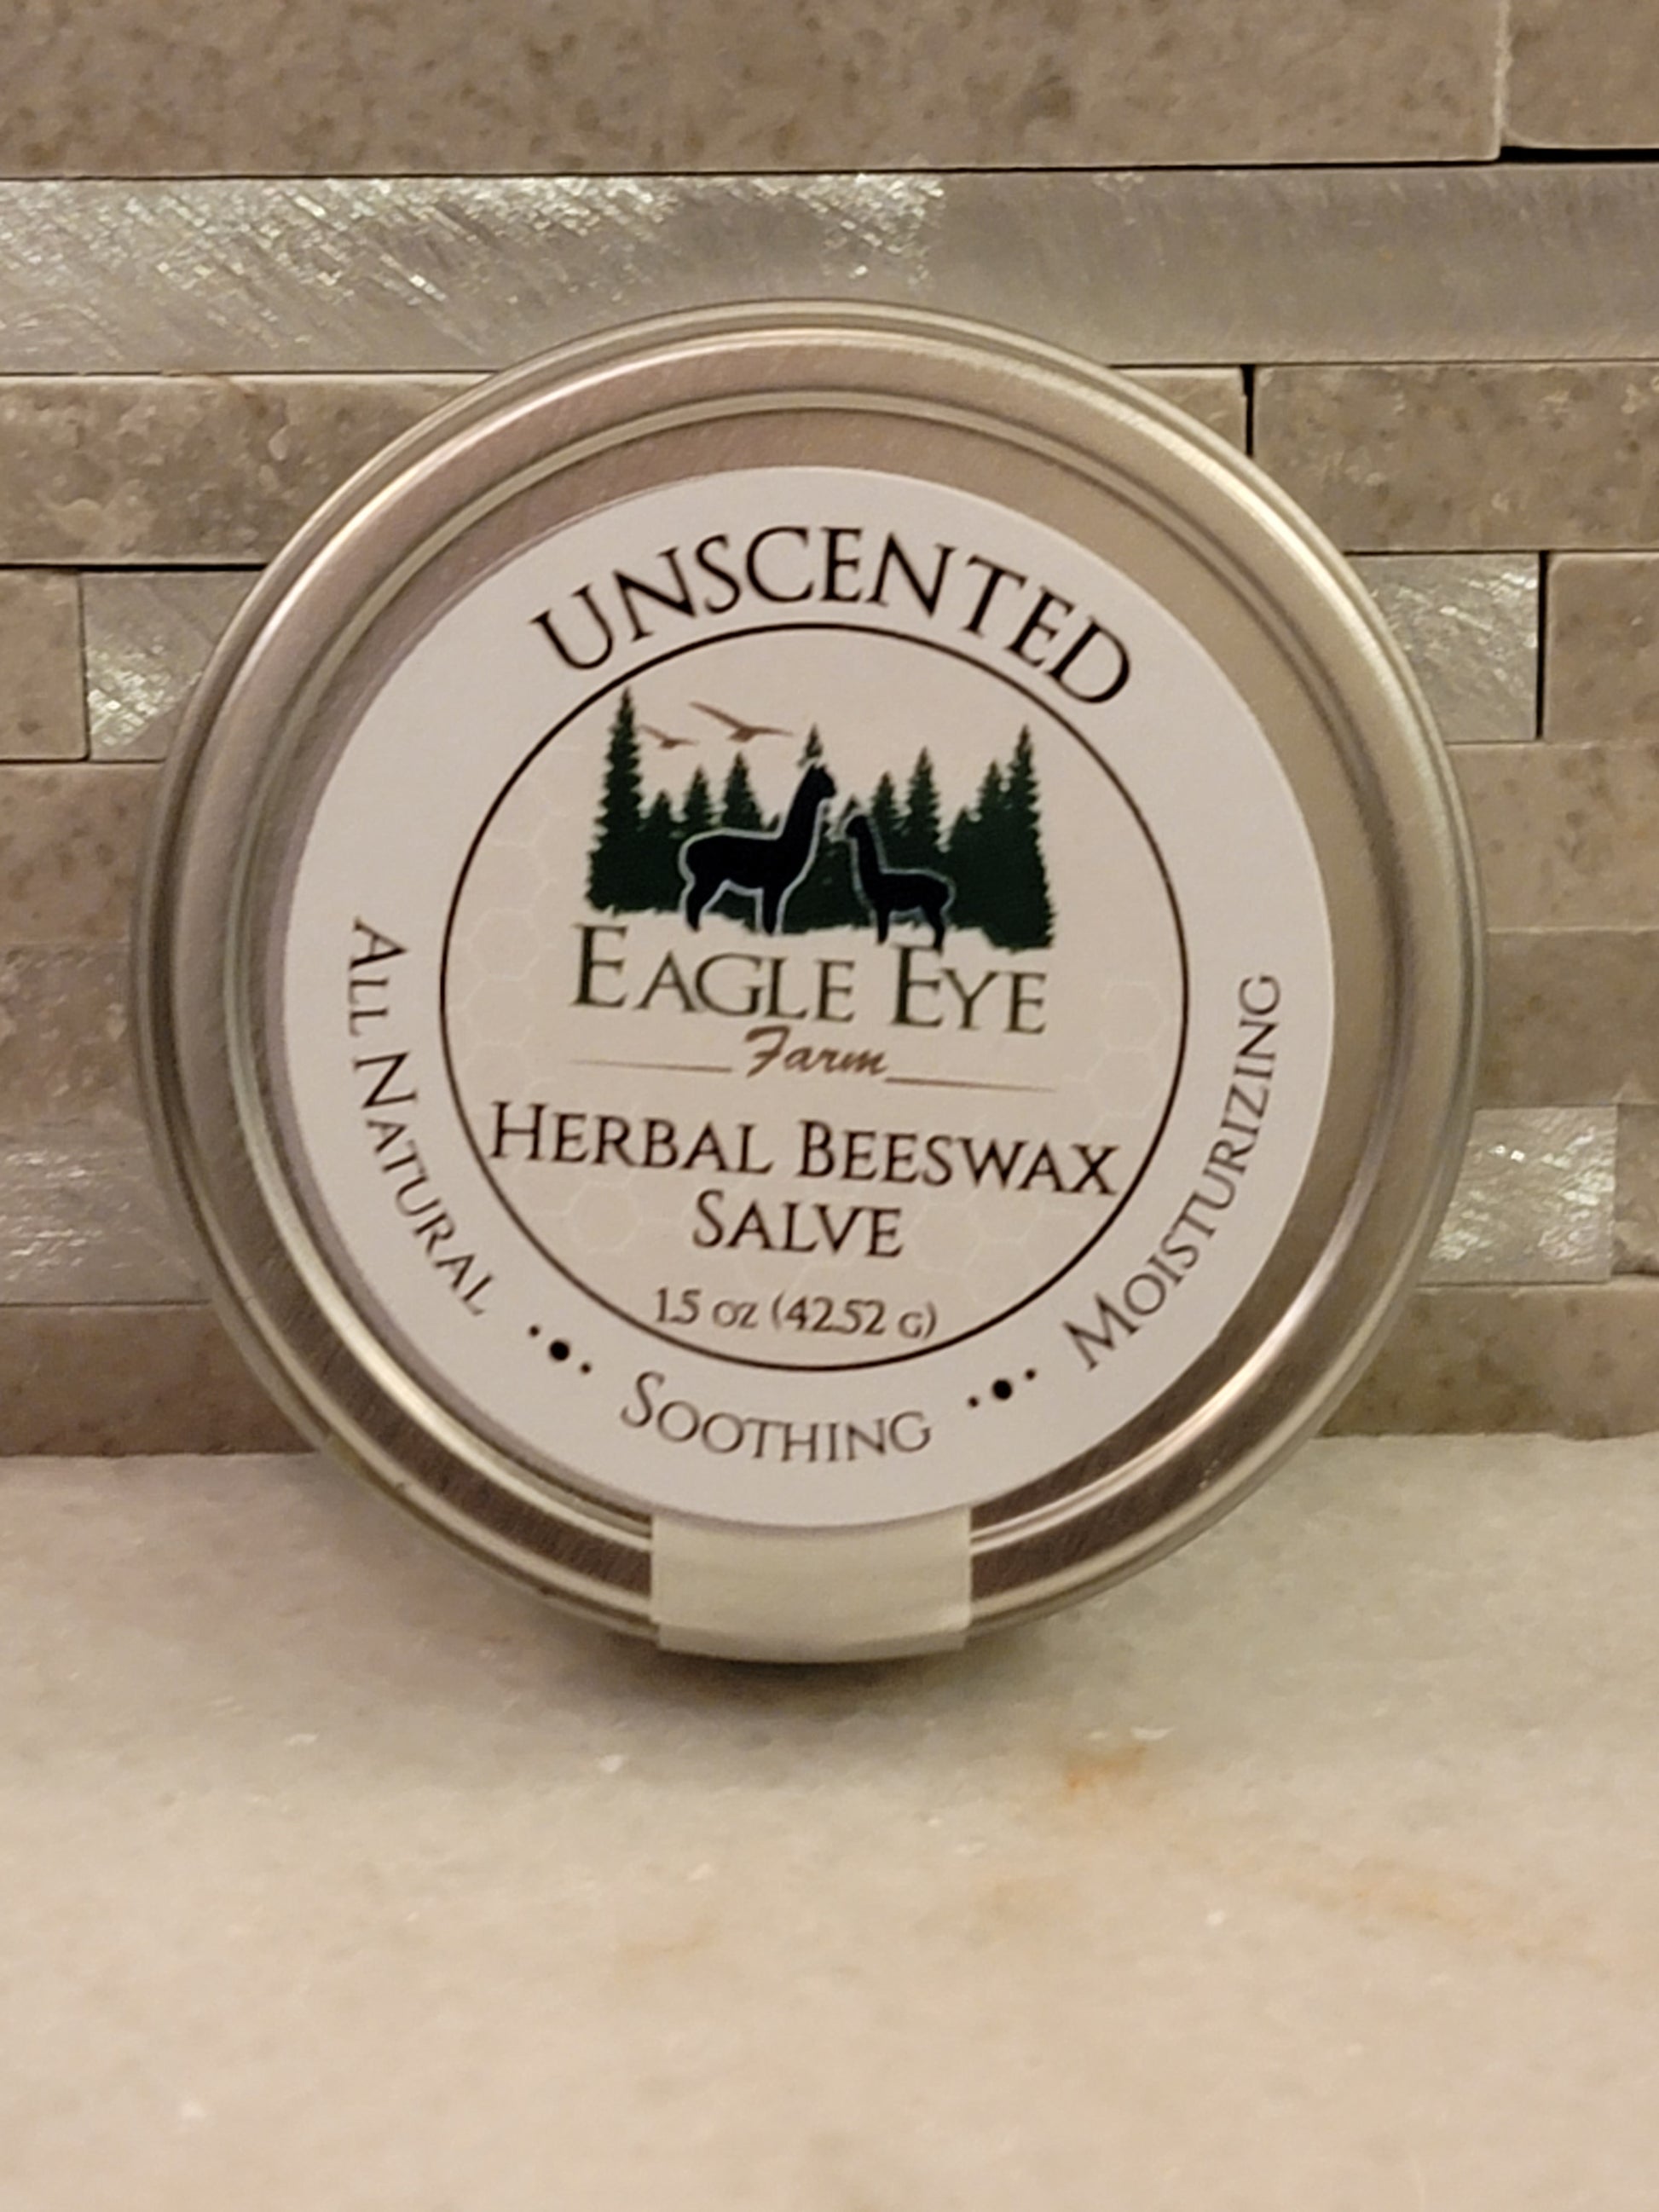 UNSCENTED
EAGLE EYE
Farm
HERBAL BEESWAX
SALVE
1.5 OZ (42.52 G)
ALL NATURAL
SOOTHING
MOISTURIZING